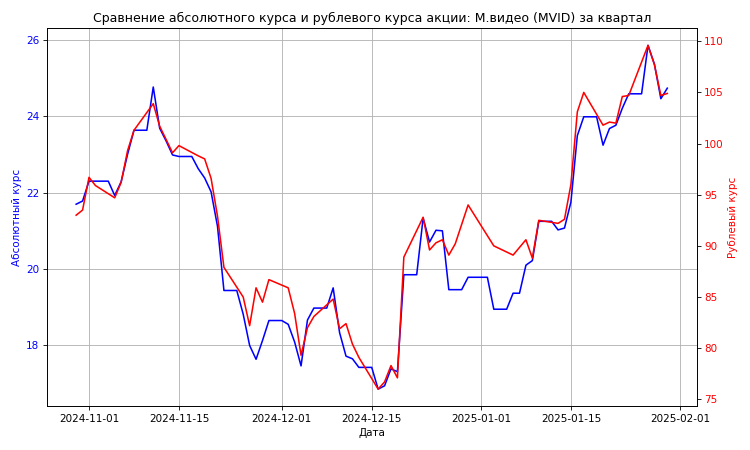 Сравнение абсолютного курса и рублевого курса акции: М.видео (MVID) за квартал
26
24
22
20
18
Абсолютный курс
110
105
100
95
90
85
80
75
Рублевый курс
2024-11-01 2024-11-15 2024-12-01 2024-12-15 2025-01-01 2025-01-15 2025-02-01
Дата